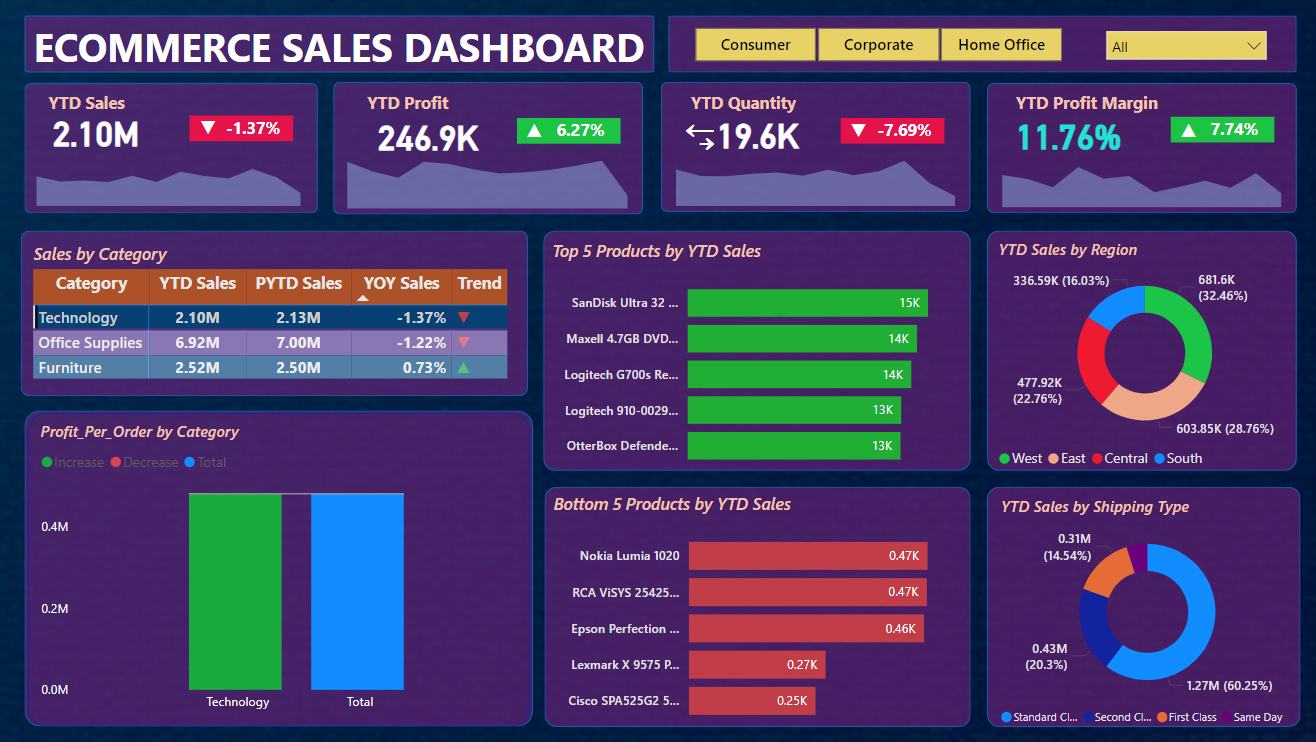 ECOMMERCE SALES DASHBOARD
Consumer Corporate Home Office All
YTD Sales
2.10M
▼ -1.37%
YTD Profit
246.9K
▲ 6.27%
YTD Quantity
19.6K
▼ -7.69%
YTD Profit Margin
11.76%
▲ 7.74%
Sales by Category
Category YTD Sales PYTD Sales YOY Sales Trend
Technology 2.10M 2.13M -1.37% ▼
Office Supplies 6.92M 7.00M -1.22% ▼
Furniture 2.52M 2.50M 0.73% ▲
Profit_Per_Order by Category
Increase Decrease Total
0.4M
0.2M
0.0M
Technology Total
Top 5 Products by YTD Sales
SanDisk Ultra 32 ... 15K
Maxell 4.7GB DVD... 14K
Logitech G700s Re... 14K
Logitech 910-0029... 13K
OtterBox Defende... 13K
Bottom 5 Products by YTD Sales
Nokia Lumia 1020 0.47K
RCA ViSYS 25425... 0.47K
Epson Perfection ... 0.46K
Lexmark X 9575 P... 0.27K
Cisco SPA525G2 5... 0.25K
YTD Sales by Region
336.59K (16.03%)
681.6K
(32.46%)
477.92K
(22.76%)
603.85K (28.76%)
West East Central South
YTD Sales by Shipping Type
0.31M
(14.54%)
0.43M
(20.3%)
1.27M (60.25%)
Standard Cl... Second Cl... First Class Same Day